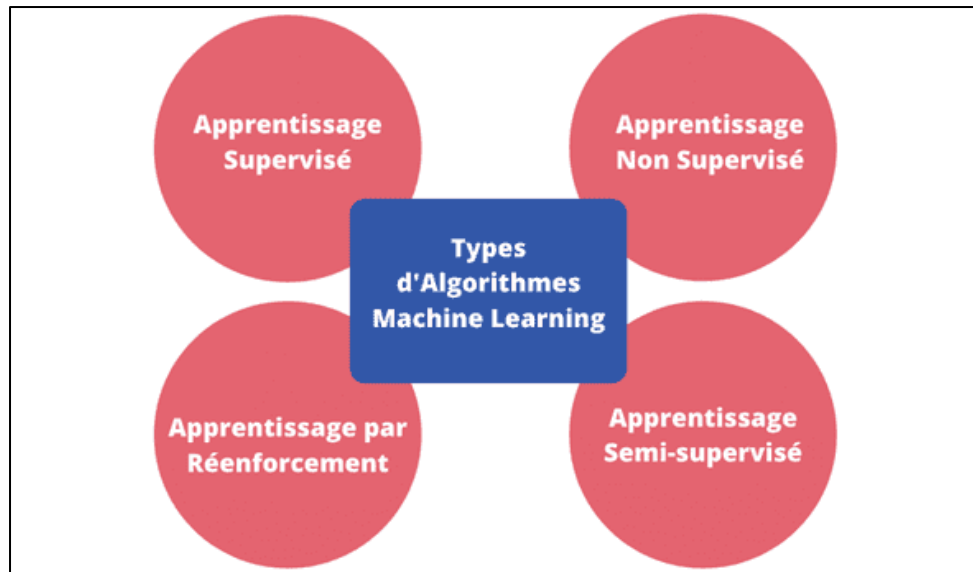 Apprentissage
Supervisé
Apprentissage
Non Supervisé
Types
d'Algorithmes
Machine Learning
Apprentissage par
Réenforcement
Apprentissage
Semi-supervisé